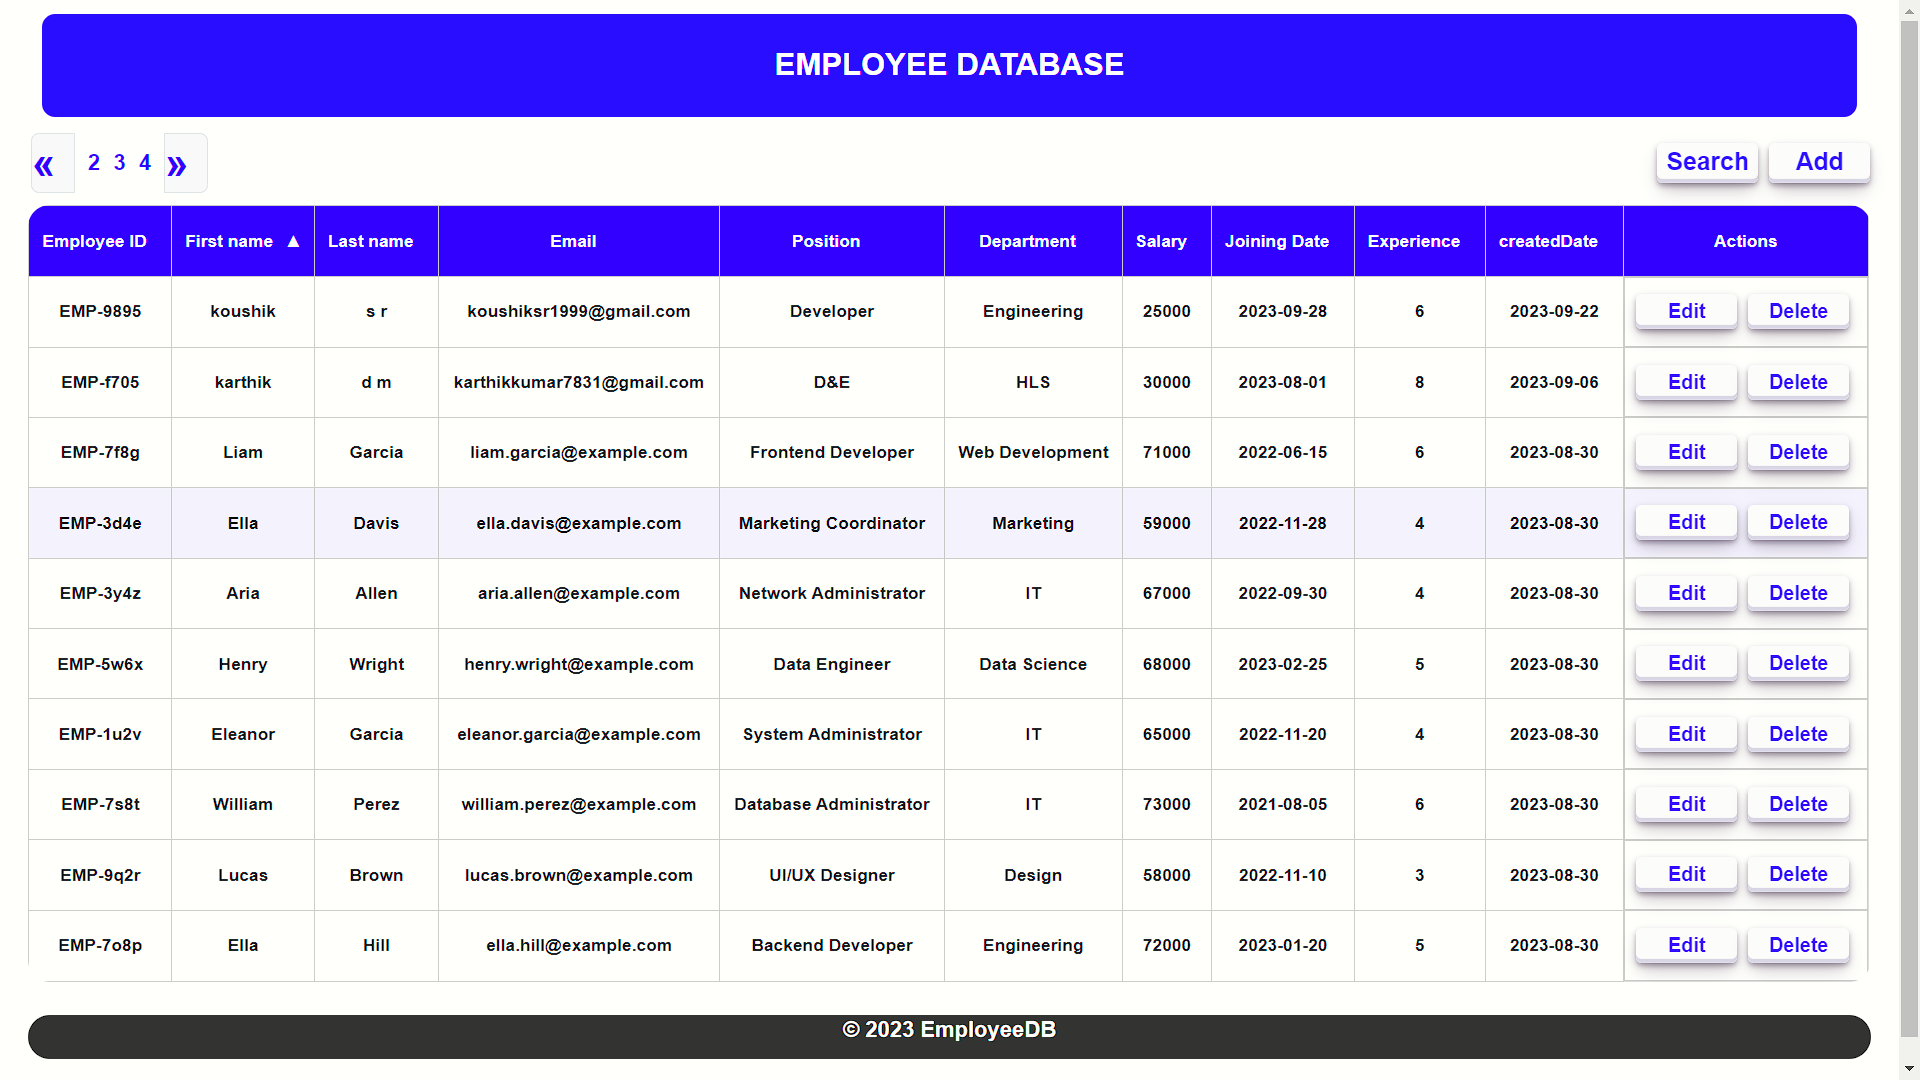 EMPLOYEE DATABASE
« 2 3 4 » Search Add
Employee ID First name ▲ Last name Email Position Department Salary Joining Date Experience createdDate Actions
EMP-9895 koushik s r koushiksr1999@gmail.com Developer Engineering 25000 2023-09-28 6 2023-09-22 Edit Delete
EMP-f705 karthik d m karthikkumar7831@gmail.com D&E HLS 30000 2023-08-01 8 2023-09-06 Edit Delete
EMP-7f8g Liam Garcia liam.garcia@example.com Frontend Developer Web Development 71000 2022-06-15 6 2023-08-30 Edit Delete
EMP-3d4e Ella Davis ella.davis@example.com Marketing Coordinator Marketing 59000 2022-11-28 4 2023-08-30 Edit Delete
EMP-3y4z Aria Allen aria.allen@example.com Network Administrator IT 67000 2022-09-30 4 2023-08-30 Edit Delete
EMP-5w6x Henry Wright henry.wright@example.com Data Engineer Data Science 68000 2023-02-25 5 2023-08-30 Edit Delete
EMP-1u2v Eleanor Garcia eleanor.garcia@example.com System Administrator IT 65000 2022-11-20 4 2023-08-30 Edit Delete
EMP-7s8t William Perez william.perez@example.com Database Administrator IT 73000 2021-08-05 6 2023-08-30 Edit Delete
EMP-9q2r Lucas Brown lucas.brown@example.com UI/UX Designer Design 58000 2022-11-10 3 2023-08-30 Edit Delete
EMP-7o8p Ella Hill ella.hill@example.com Backend Developer Engineering 72000 2023-01-20 5 2023-08-30 Edit Delete
© 2023 EmployeeDB